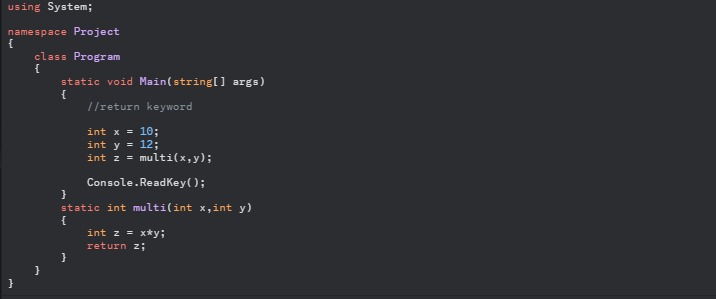 using System;
namespace Project
{
    class Program
    {
        static void Main(string[] args)
        {
            //return keyword
            int x = 10;
            int y = 12;
            int z = multi(x,y);
            Console.ReadKey();
        }
        static int multi(int x,int y)
        {
            int z = x*y;
            return z;
        }
    }
}